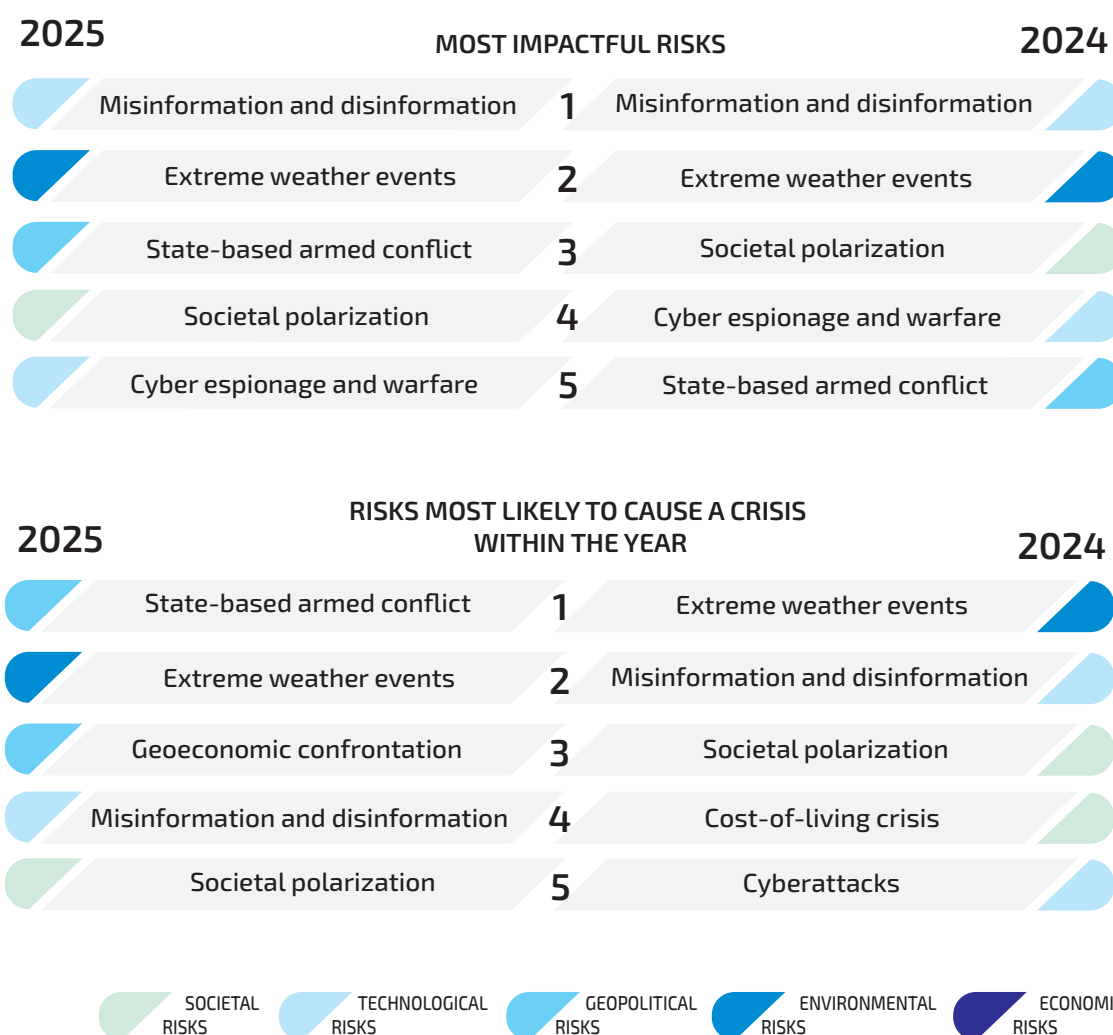 2025 MOST IMPACTFUL RISKS 2024
Misinformation and disinformation 1 Misinformation and disinformation
Extreme weather events 2 Extreme weather events
State-based armed conflict 3 Societal polarization
Societal polarization 4 Cyber espionage and warfare
Cyber espionage and warfare 5 State-based armed conflict
RISKS MOST LIKELY TO CAUSE A CRISIS
2025 WITHIN THE YEAR 2024
State-based armed conflict 1 Extreme weather events
Extreme weather events 2 Misinformation and disinformation
Geoeconomic confrontation 3 Societal polarization
Misinformation and disinformation 4 Cost-of-living crisis
Societal polarization 5 Cyberattacks
SOCIETAL TECHNOLOGICAL GEOPOLITICAL ENVIRONMENTAL ECONOMI
RISKS RISKS RISKS RISKS RISKS